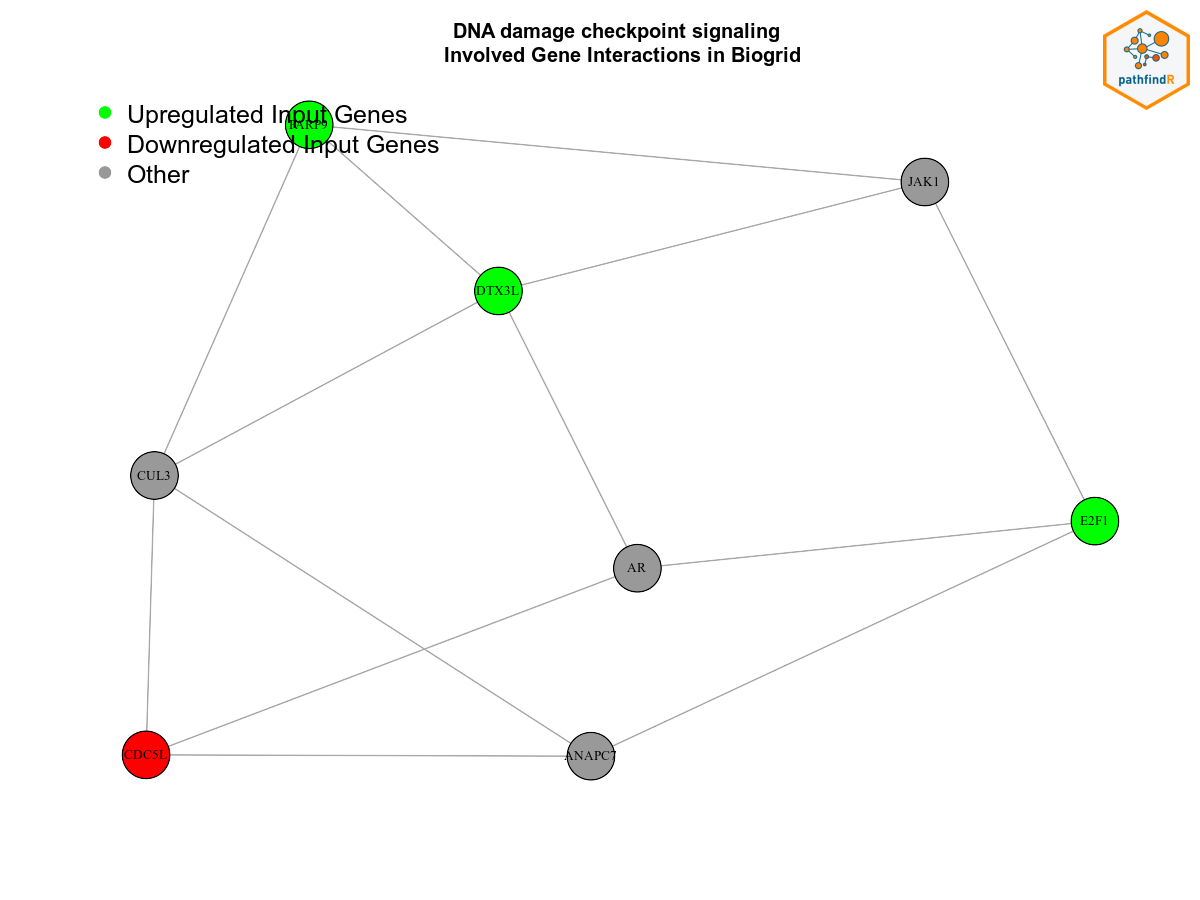 DNA damage checkpoint signaling
Involved Gene Interactions in Biogrid
pathfindR
Upregulated Input Genes
PARP9
Downregulated Input Genes
Other
JAK1
DTX3L
CUL3
E2F1
AR
CDC5L
ANAPC7